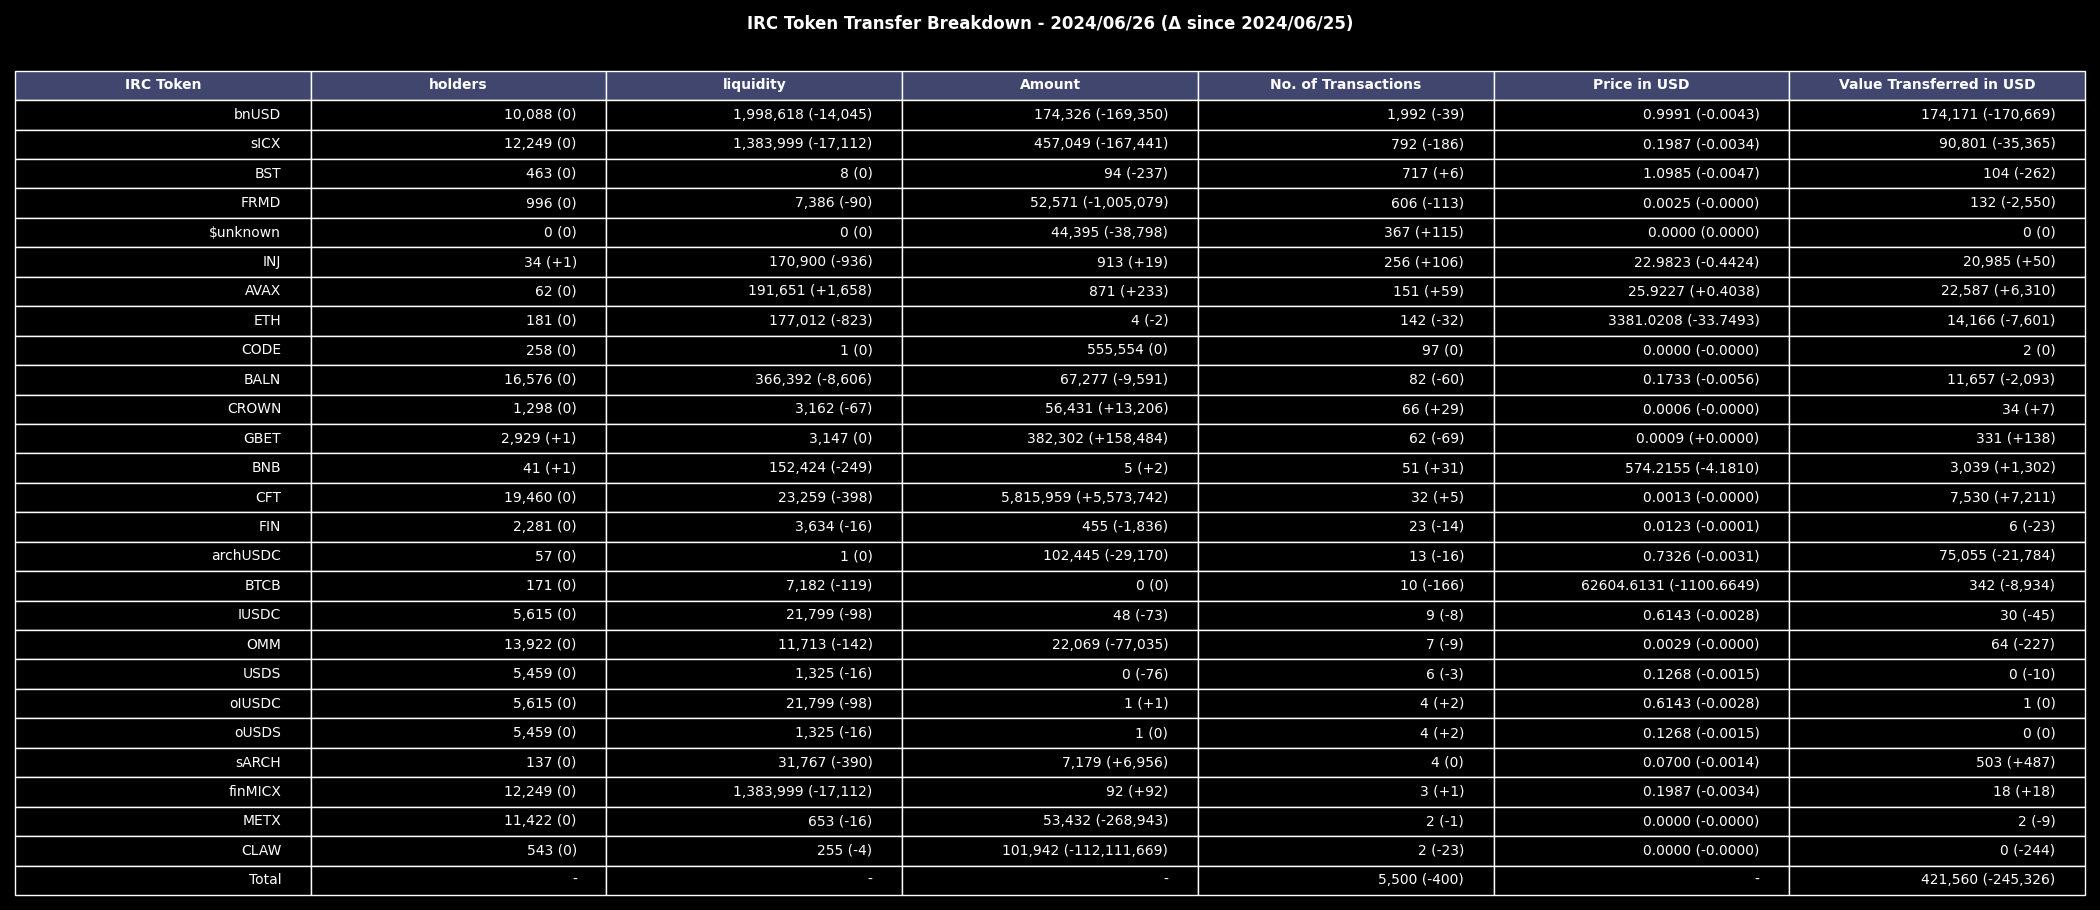 IRC Token Transfer Breakdown - 2024/06/26 (Δ since 2024/06/25)
IRC Token holders liquidity Amount No. of Transactions Price in USD Value Transferred in USD
bnUSD 10,088 (0) 1,998,618 (-14,045) 174,326 (-169,350) 1,992 (-39) 0.9991 (-0.0043) 174,171 (-170,669)
sICX 12,249 (0) 1,383,999 (-17,112) 457,049 (-167,441) 792 (-186) 0.1987 (-0.0034) 90,801 (-35,365)
BST 463 (0) 8 (0) 94 (-237) 717 (+6) 1.0985 (-0.0047) 104 (-262)
FRMD 996 (0) 7,386 (-90) 52,571 (-1,005,079) 606 (-113) 0.0025 (-0.0000) 132 (-2,550)
$unknown 0 (0) 0 (0) 44,395 (-38,798) 367 (+115) 0.0000 (0.0000) 0 (0)
INJ 34 (+1) 170,900 (-936) 913 (+19) 256 (+106) 22.9823 (-0.4424) 20,985 (+50)
AVAX 62 (0) 191,651 (+1,658) 871 (+233) 151 (+59) 25.9227 (+0.4038) 22,587 (+6,310)
ETH 181 (0) 177,012 (-823) 4 (-2) 142 (-32) 3381.0208 (-33.7493) 14,166 (-7,601)
CODE 258 (0) 1 (0) 555,554 (0) 97 (0) 0.0000 (-0.0000) 2 (0)
BALN 16,576 (0) 366,392 (-8,606) 67,277 (-9,591) 82 (-60) 0.1733 (-0.0056) 11,657 (-2,093)
CROWN 1,298 (0) 3,162 (-67) 56,431 (+13,206) 66 (+29) 0.0006 (-0.0000) 34 (+7)
GBET 2,929 (+1) 3,147 (0) 382,302 (+158,484) 62 (-69) 0.0009 (+0.0000) 331 (+138)
BNB 41 (+1) 152,424 (-249) 5 (+2) 51 (+31) 574.2155 (-4.1810) 3,039 (+1,302)
CFT 19,460 (0) 23,259 (-398) 5,815,959 (+5,573,742) 32 (+5) 0.0013 (-0.0000) 7,530 (+7,211)
FIN 2,281 (0) 3,634 (-16) 455 (-1,836) 23 (-14) 0.0123 (-0.0001) 6 (-23)
archUSDC 57 (0) 1 (0) 102,445 (-29,170) 13 (-16) 0.7326 (-0.0031) 75,055 (-21,784)
BTCB 171 (0) 7,182 (-119) 0 (0) 10 (-166) 62604.6131 (-1100.6649) 342 (-8,934)
IUSDC 5,615 (0) 21,799 (-98) 48 (-73) 9 (-8) 0.6143 (-0.0028) 30 (-45)
OMM 13,922 (0) 11,713 (-142) 22,069 (-77,035) 7 (-9) 0.0029 (-0.0000) 64 (-227)
USDS 5,459 (0) 1,325 (-16) 0 (-76) 6 (-3) 0.1268 (-0.0015) 0 (-10)
oIUSDC 5,615 (0) 21,799 (-98) 1 (+1) 4 (+2) 0.6143 (-0.0028) 1 (0)
oUSDS 5,459 (0) 1,325 (-16) 1 (0) 4 (+2) 0.1268 (-0.0015) 0 (0)
sARCH 137 (0) 31,767 (-390) 7,179 (+6,956) 4 (0) 0.0700 (-0.0014) 503 (+487)
finMICX 12,249 (0) 1,383,999 (-17,112) 92 (+92) 3 (+1) 0.1987 (-0.0034) 18 (+18)
METX 11,422 (0) 653 (-16) 53,432 (-268,943) 2 (-1) 0.0000 (-0.0000) 2 (-9)
CLAW 543 (0) 255 (-4) 101,942 (-112,111,669) 2 (-23) 0.0000 (-0.0000) 0 (-244)
Total - - - 5,500 (-400) - 421,560 (-245,326)